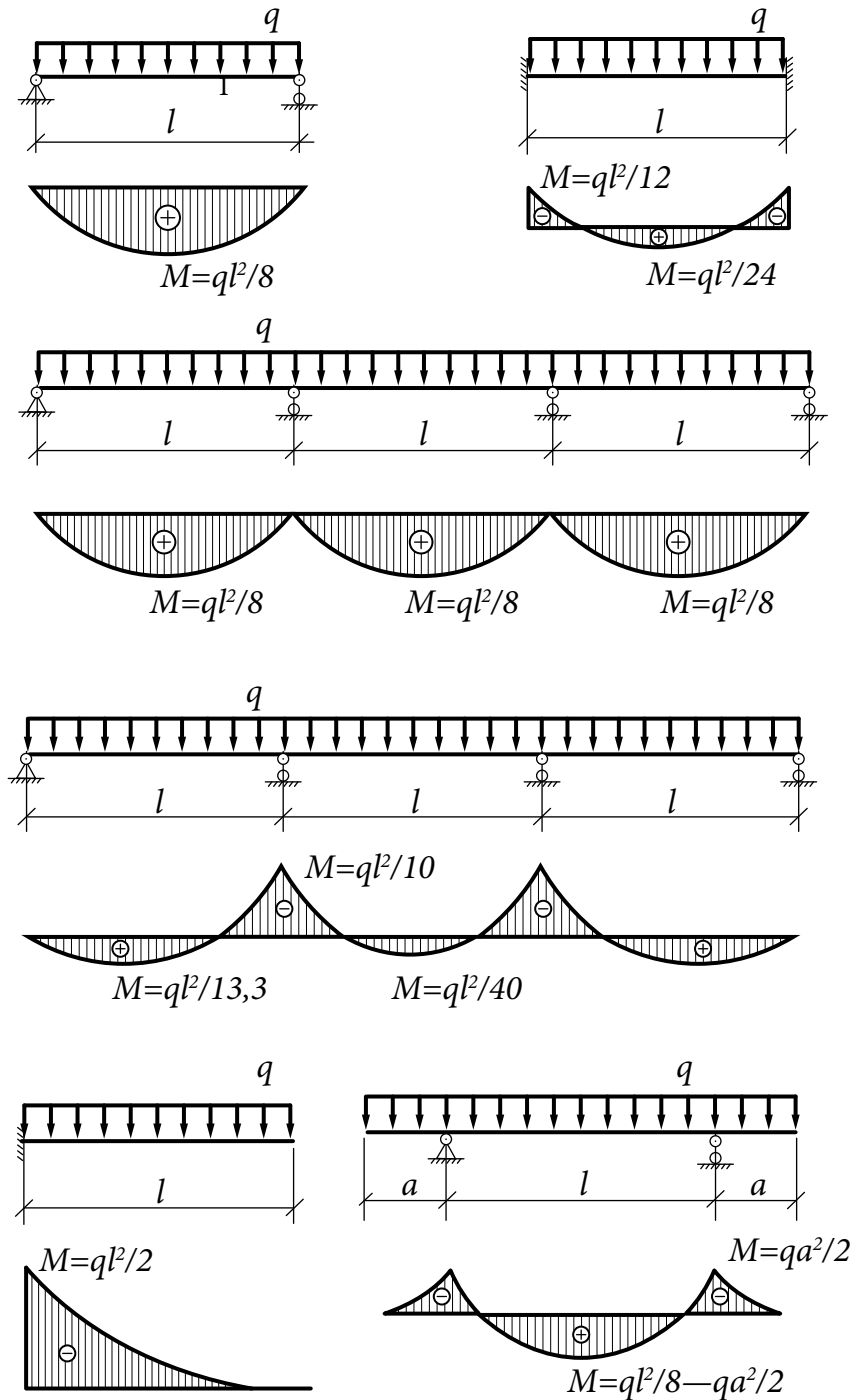 q q
1
l l
M=ql²/12
M=ql²/8 M=ql²/24
q
l l l
M=ql²/8 M=ql²/8 M=ql²/8
q
l l l
M=ql²/10
M=ql²/13,3 M=ql²/40
q q
l a l a
M=ql²/2 M=qa²/2
M=ql²/8—qa²/2